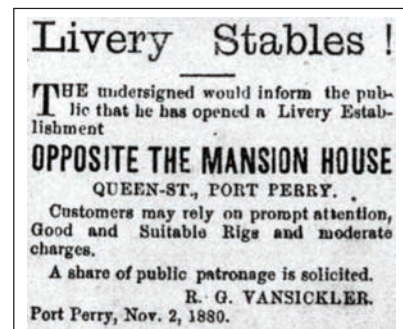 Livery Stables !
THE undersigned would inform the pub-
lic that he has opened a Livery Estab-
lishment
OPPOSITE THE MANSION HOUSE
QUEEN-ST., PORT PERRY.
Customers may rely on prompt attention,
Good and Suitable Rigs and moderate
charges.
A share of public patronage is solicited.
R. G. VANSICKLER.
Port Perry, Nov. 2, 1880.